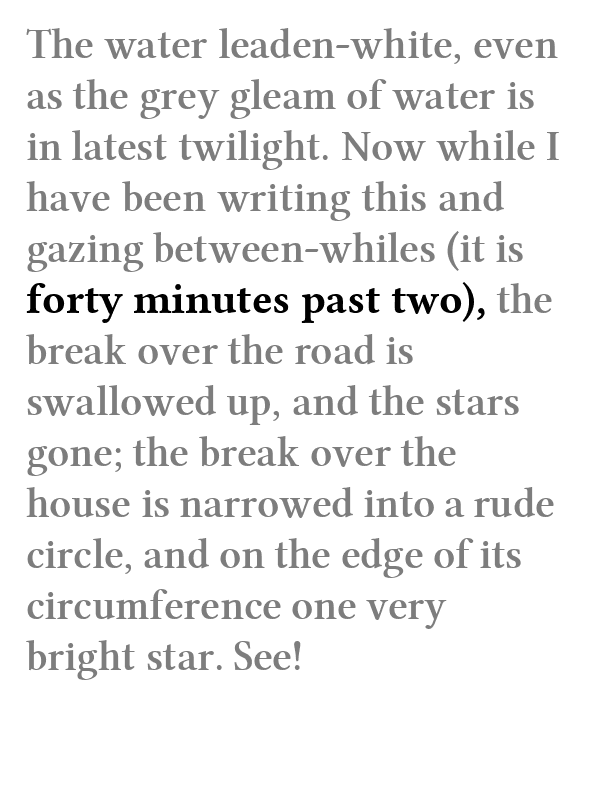 The water leaden-white, even
as the grey gleam of water is
in latest twilight. Now while I
have been writing this and
gazing between-whiles (it is
forty minutes past two), the
break over the road is
swallowed up, and the stars
gone; the break over the
house is narrowed into a rude
circle, and on the edge of its
circumference one very
bright star. See!